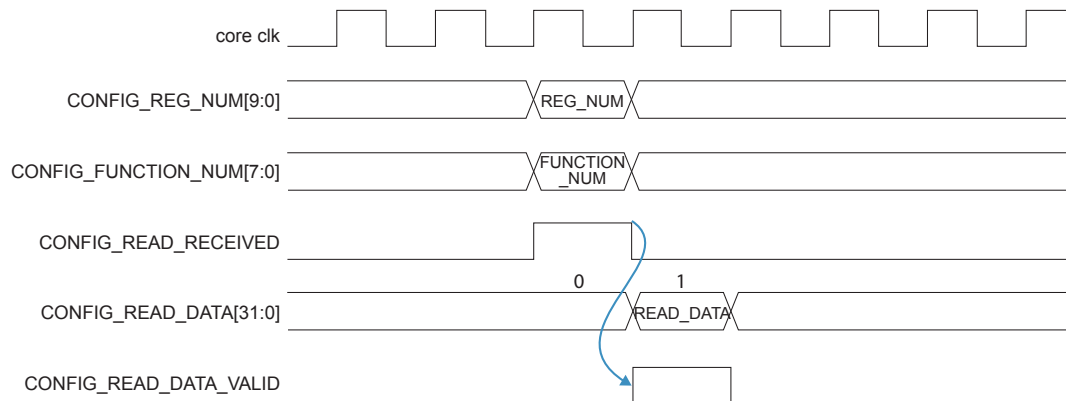 core clk
CONFIG_REG_NUM[9:0]
REG_NUM
CONFIG_FUNCTION_NUM[7:0]
FUNCTION
_NUM
CONFIG_READ_RECEIVED
0 1
CONFIG_READ_DATA[31:0]
READ_DATA
CONFIG_READ_DATA_VALID